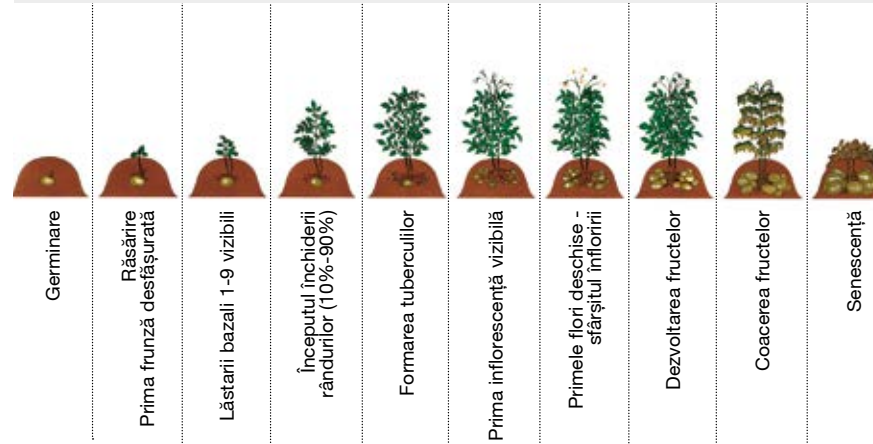 Germinare
Răsărire
Prima frunză desfășurată
Lăstarii bazali 1-9 vizibili
Începutul închiderii
rândurilor (10%-90%)
Formarea tuberculilor
Prima inflorescență vizibilă
Primele flori deschise -
sfârșitul înfloririi
Dezvoltarea fructelor
Coacerea fructelor
Senescență